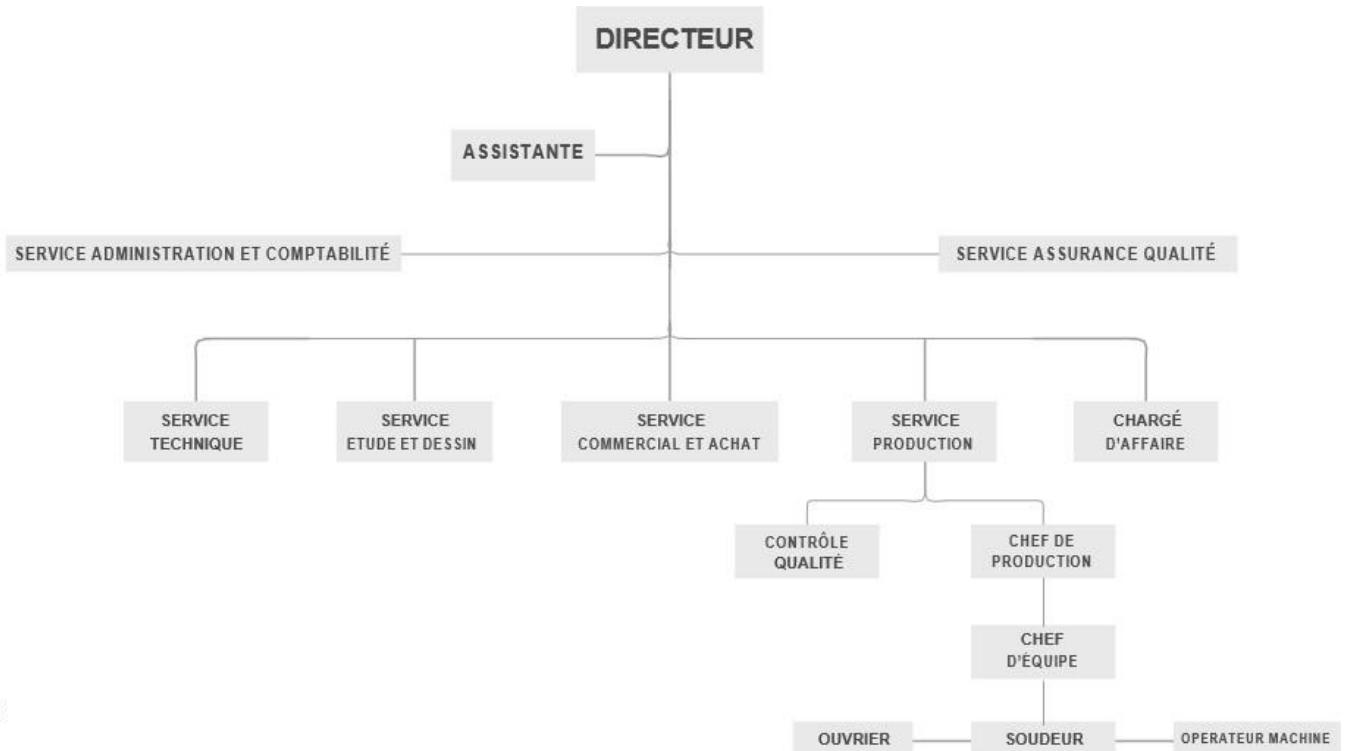 DIRECTEUR
ASSISTANTE
SERVICE ADMINISTRATION ET COMPTABILITÉ
SERVICE ASSURANCE QUALITÉ
SERVICE
TECHNIQUE
SERVICE
ETUDE ET DESSIN
SERVICE
COMMERCIAL ET ACHAT
SERVICE
PRODUCTION
CHARGÉ
D'AFFAIRE
CONTRÔLE
QUALITÉ
CHEF DE
PRODUCTION
CHEF
D'ÉQUIPE
OUVRIER
SOUDEUR
OPERATEUR MACHINE